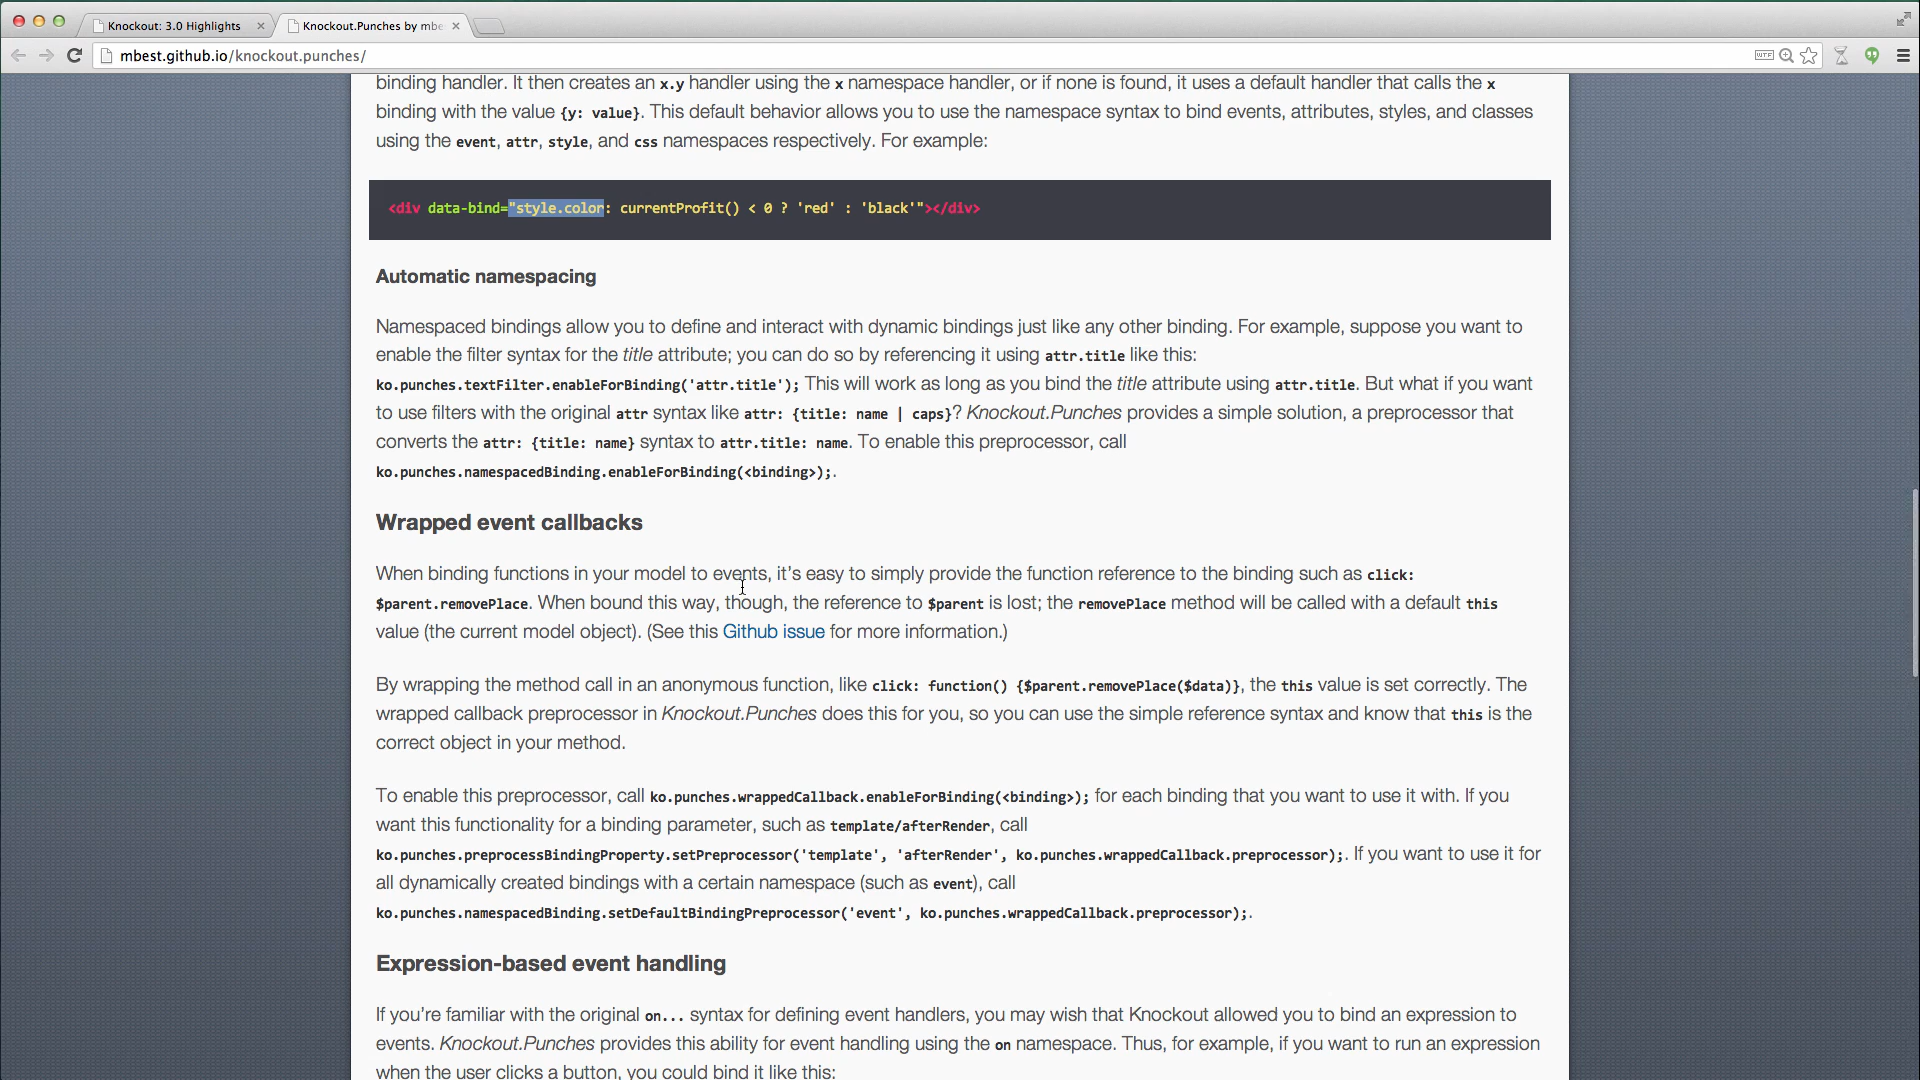 Knockout: 3.0 Highlights
Knockout.Punches by mbe
mbest.github.io/knockout.punches/
binding handler. It then creates an x.y handler using the x namespace handler, or if none is found, it uses a default handler that calls the x
binding with the value {y: value}. This default behavior allows you to use the namespace syntax to bind events, attributes, styles, and classes
using the event, attr, style, and css namespaces respectively. For example:
<div data-bind="style.color: currentProfit() < 0 ? 'red' : 'black'"></div>
Automatic namespacing
Namespaced bindings allow you to define and interact with dynamic bindings just like any other binding. For example, suppose you want to
enable the filter syntax for the title attribute; you can do so by referencing it using attr.title like this:
ko.punches.textFilter.enableForBinding('attr.title'); This will work as long as you bind the title attribute using attr.title. But what if you want
to use filters with the original attr syntax like attr: {title: name | caps}? Knockout.Punches provides a simple solution, a preprocessor that
converts the attr: {title: name} syntax to attr.title: name. To enable this preprocessor, call
ko.punches.namespacedBinding.enableForBinding(<binding>);.
Wrapped event callbacks
When binding functions in your model to events, it's easy to simply provide the function reference to the binding such as click:
$parent.removePlace. When bound this way, though, the reference to $parent is lost; the removePlace method will be called with a default this
value (the current model object). (See this Github issue for more information.)
By wrapping the method call in an anonymous function, like click: function() {$parent.removePlace($data)}, the this value is set correctly. The
wrapped callback preprocessor in Knockout.Punches does this for you, so you can use the simple reference syntax and know that this is the
correct object in your method.
To enable this preprocessor, call ko.punches.wrappedCallback.enableForBinding(<binding>); for each binding that you want to use it with. If you
want this functionality for a binding parameter, such as template/afterRender, call
ko.punches.preprocessBindingProperty.setPreprocessor('template', 'afterRender', ko.punches.wrappedCallback.preprocessor);. If you want to use it for
all dynamically created bindings with a certain namespace (such as event), call
ko.punches.namespacedBinding.setDefaultBindingPreprocessor('event', ko.punches.wrappedCallback.preprocessor);.
Expression-based event handling
If you're familiar with the original on... syntax for defining event handlers, you may wish that Knockout allowed you to bind an expression to
events. Knockout.Punches provides this ability for event handling using the on namespace. Thus, for example, if you want to run an expression
when the user clicks a button, you could bind it like this: